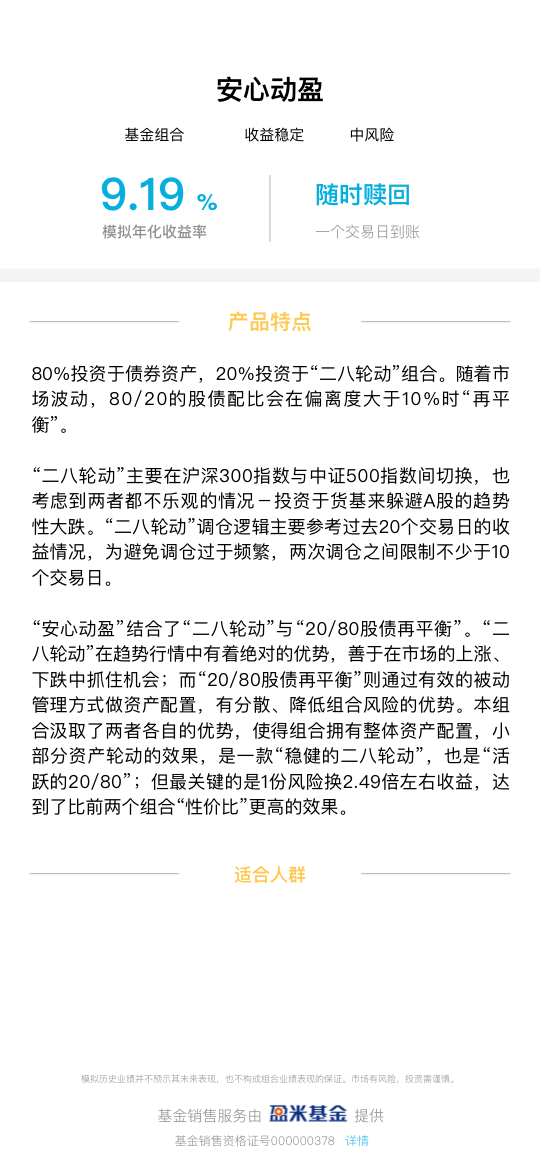 安心动盈
基金组合 收益稳定 中风险
9.19 % 随时赎回
模拟年化收益率 一个交易日到账
产品特点
80%投资于债券资产，20%投资于“二八轮动”组合。随着市
场波动，80/20的股债配比会在偏离度大于10%时“再平
衡”。
“二八轮动”主要在沪深300指数与中证500指数间切换，也
考虑到两者都不乐观的情况－投资于货基来躲避A股的趋势
性大跌。“二八轮动”调仓逻辑主要参考过去20个交易日的收
益情况，为避免调仓过于频繁，两次调仓之间限制不少于10
个交易日。
“安心动盈”结合了“二八轮动”与“20/80股债再平衡”。“二
八轮动”在趋势行情中有着绝对的优势，善于在市场的上涨、
下跌中抓住机会；而“20/80股债再平衡”则通过有效的被动
管理方式做资产配置，有分散、降低组合风险的优势。本组
合汲取了两者各自的优势，使得组合拥有整体资产配置，小
部分资产轮动的效果，是一款“稳健的二八轮动”，也是“活
跃的20/80”；但最关键的是1份风险换2.49倍左右收益，达
到了比前两个组合“性价比”更高的效果。
适合人群
模拟历史业绩并不预示其未来表现，也不构成组合业绩表现的保证。市场有风险，投资需谨慎。
基金销售服务由 盈米基金 提供
基金销售资格证号000000378 详情